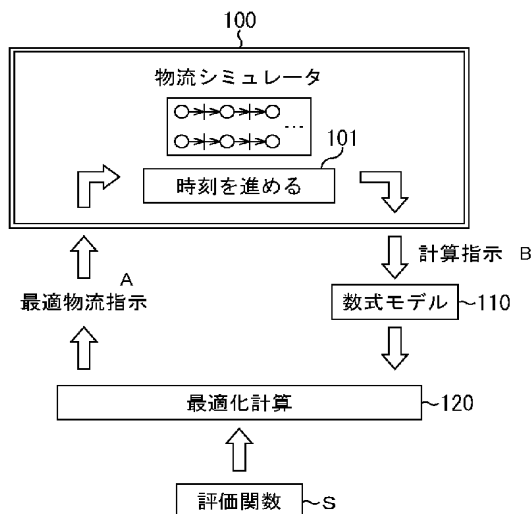 100
物流シミュレータ
...
101
時刻を進める
計算指示 B
A
最適物流指示
数式モデル 110
最適化計算 120
評価関数 S